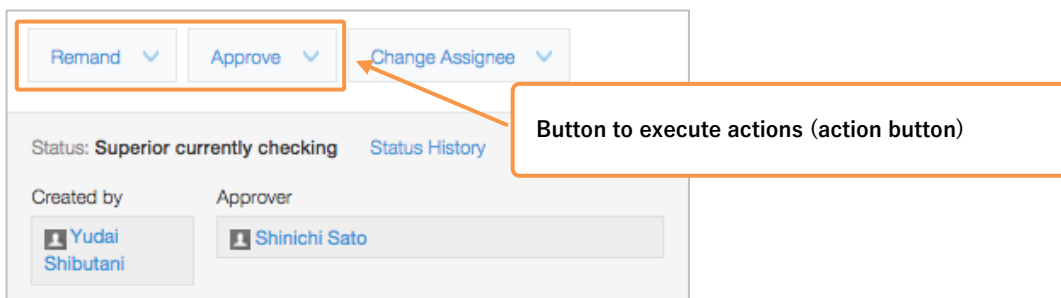 Remand Approve Change Assignee
Button to execute actions (action button)
Status: Superior currently checking Status History
Created by Approver
Yudai Shinichi Sato
Shibutani